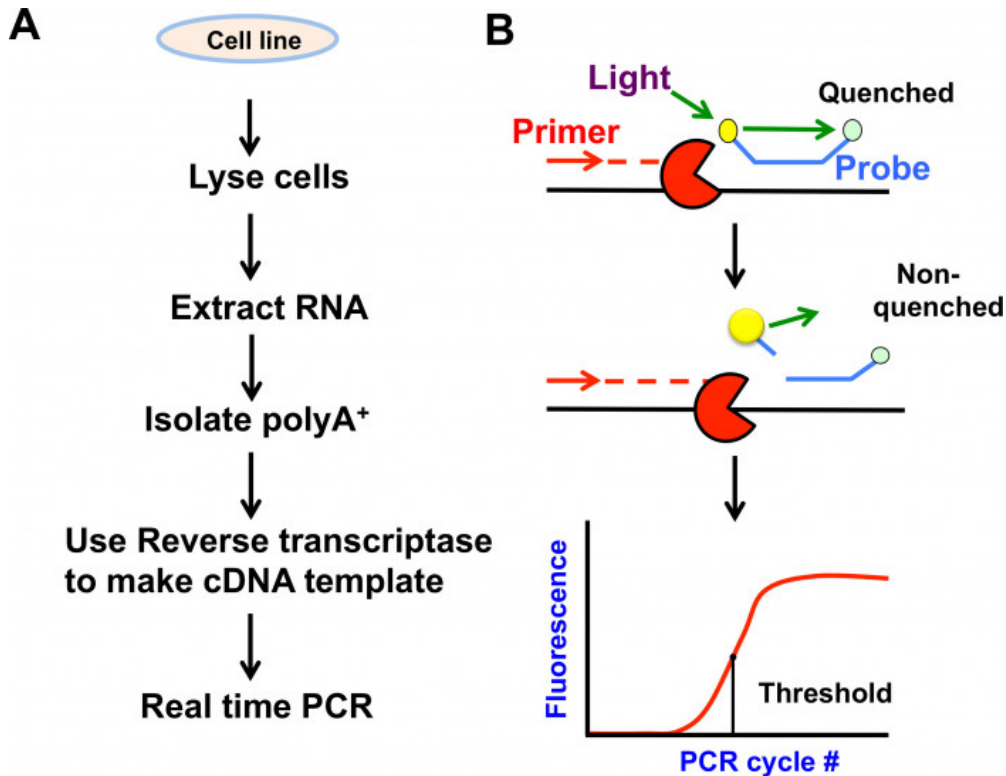 A
Cell line
Lyse cells
Extract RNA
Isolate polyA⁺
Use Reverse transcriptase
to make cDNA template
Real time PCR
B
Light
Quenched
Primer
Probe
Non-
quenched
Fluorescence
Threshold
PCR cycle #